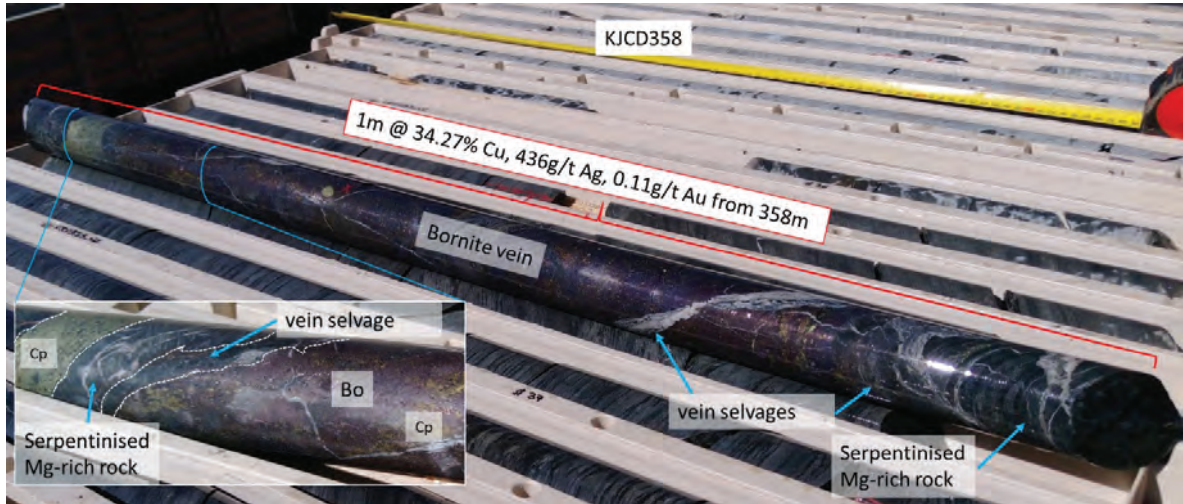 KJCD358
1m @ 34.27% Cu, 436g/t Ag, 0.11g/t Au from 358m
Bornite vein
vein selvage
Cp
Bo
Cp
Serpentinised
Mg-rich rock
vein selvages
Serpentinised
Mg-rich rock